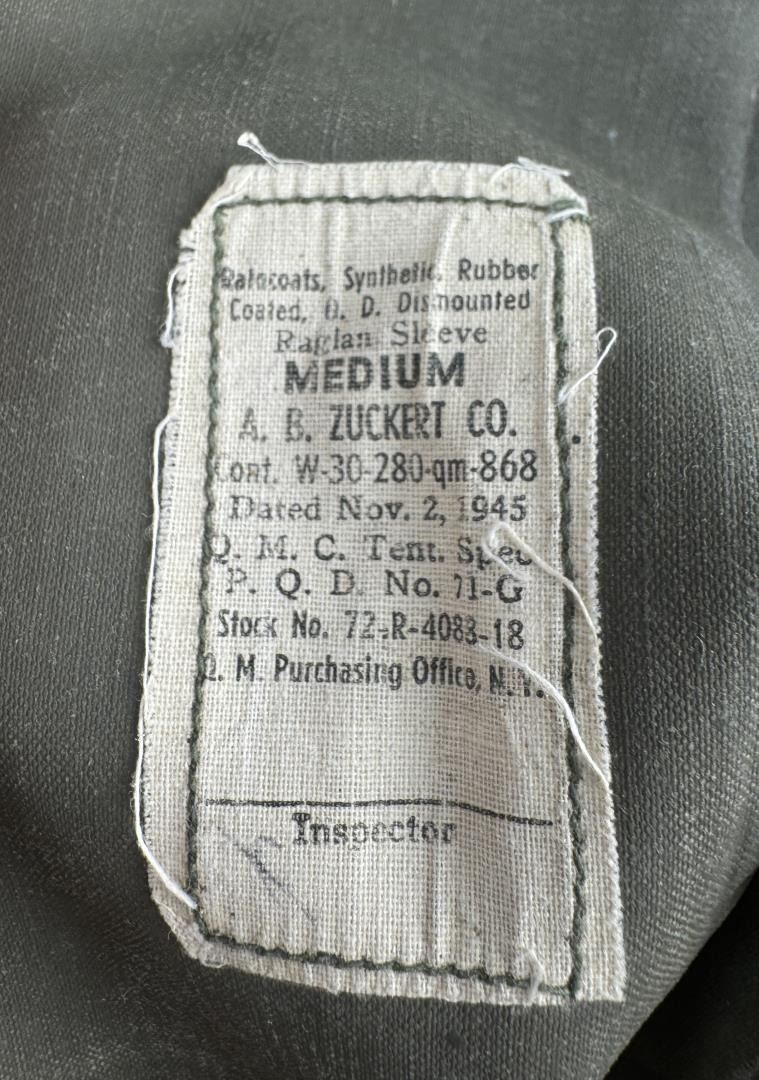 Raincoats, Synthetic Rubber
Coated, O. D. Dismounted
Raglan Sleeve
MEDIUM
A. B. ZUCKERT CO.
Cont. W-30-280-qm-868
Dated Nov. 2, 1945
Q. M. C. Tent. Spec
P. Q. D. No. 71-G
Stock No. 72-R-4083-18
Q. M. Purchasing Office, N. Y.
Inspector